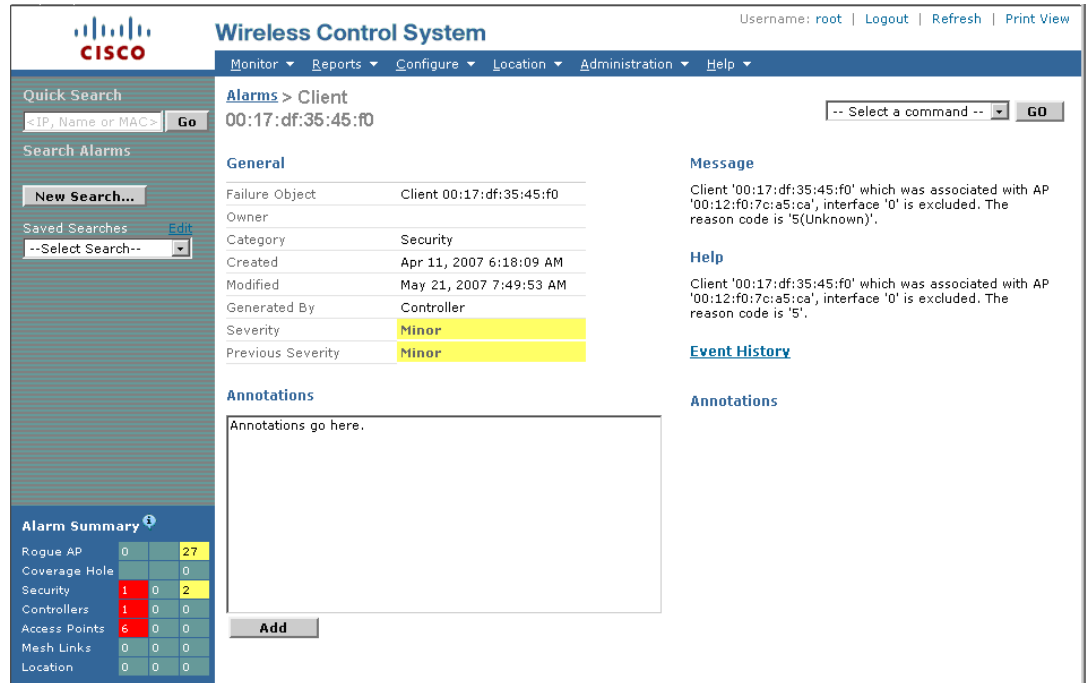 Username: root | Logout | Refresh | Print View
CISCO
Wireless Control System
Monitor Reports Configure Location Administration Help
Quick Search
<IP, Name or MAC> Go
Search Alarms
New Search...
Saved Searches Edit
--Select Search--
Alarms > Client
00:17:df:35:45:f0
-- Select a command -- GO
General
Failure Object Client 00:17:df:35:45:f0
Owner
Category Security
Created Apr 11, 2007 6:18:09 AM
Modified May 21, 2007 7:49:53 AM
Generated By Controller
Severity Minor
Previous Severity Minor
Message
Client '00:17:df:35:45:f0' which was associated with AP
'00:12:f0:7c:a5:ca', interface '0' is excluded. The
reason code is '5(Unknown)'.
Help
Client '00:17:df:35:45:f0' which was associated with AP
'00:12:f0:7c:a5:ca', interface '0' is excluded. The
reason code is '5'.
Event History
Annotations
Annotations
Annotations go here.
Add
Alarm Summary
Rogue AP 0 27
Coverage Hole 0
Security 1 0 2
Controllers 1 0 0
Access Points 6 0 0
Mesh Links 0 0 0
Location 0 0 0